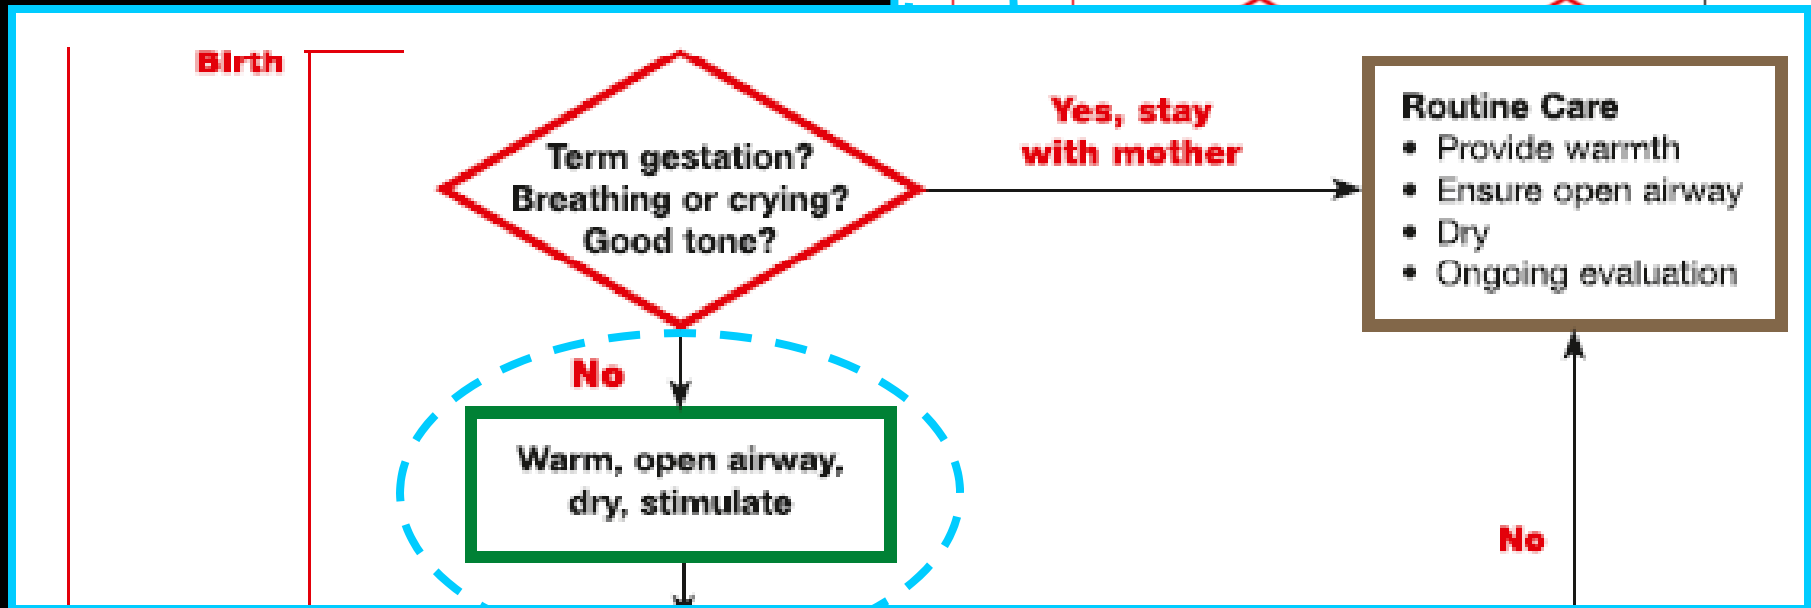 Birth
Term gestation?
Breathing or crying?
Good tone?
Yes, stay
with mother
Routine Care
• Provide warmth
• Ensure open airway
• Dry
• Ongoing evaluation
No
Warm, open airway,
dry, stimulate
No